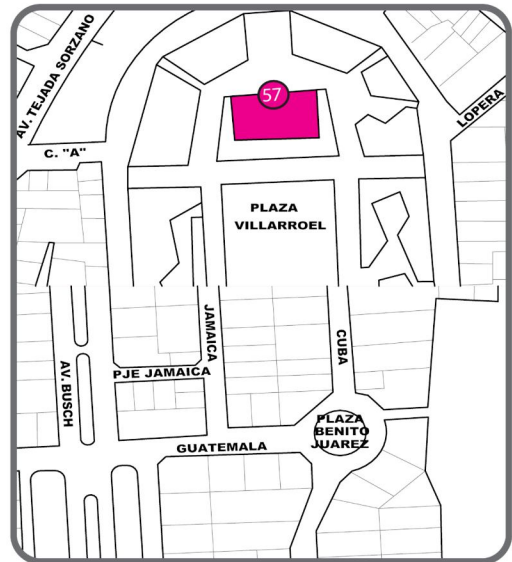 AV. TEJADA SORZANO
57
LOPERA
C. "A"
PLAZA
VILLARROEL
JAMAICA
CUBA
AV. BUSCH
PJE JAMAICA
PLAZA
BENITO
JUAREZ
GUATEMALA